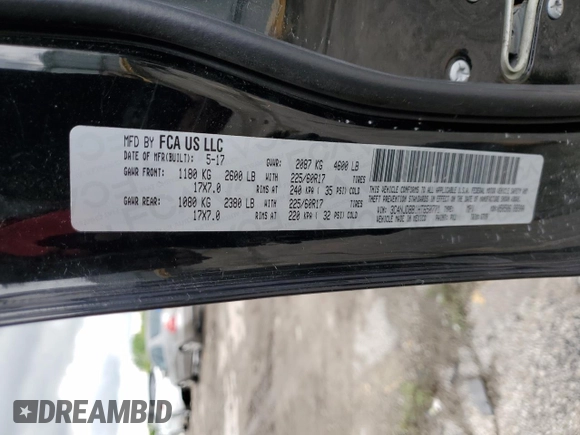 MFD BY FCA US LLC
DATE OF MFR(BUILT): 5-17 GVWR: 2087 KG 4600 LB
GAWR FRONT: 1180 KG 2600 LB WITH 225/60R17
17X7.0 RIMS AT 240 KPA( 35 PSI COLD
GAWR REAR: 1080 KG 2380 LB WITH 225/60R17
17X7.0 RIMS AT 220 KPA( 32 PSI COLD
THIS VEHICLE CONFORMS TO ALL APPLICABLE U.S.A. FEDERAL MOTOR VEHICLE SAFETY
STANDARDS IN EFFECT ON THE DATE OF MANUFACTURE SHOWN ABOVE.
VEHICLE MADE IN MEXICO
DREAMBID